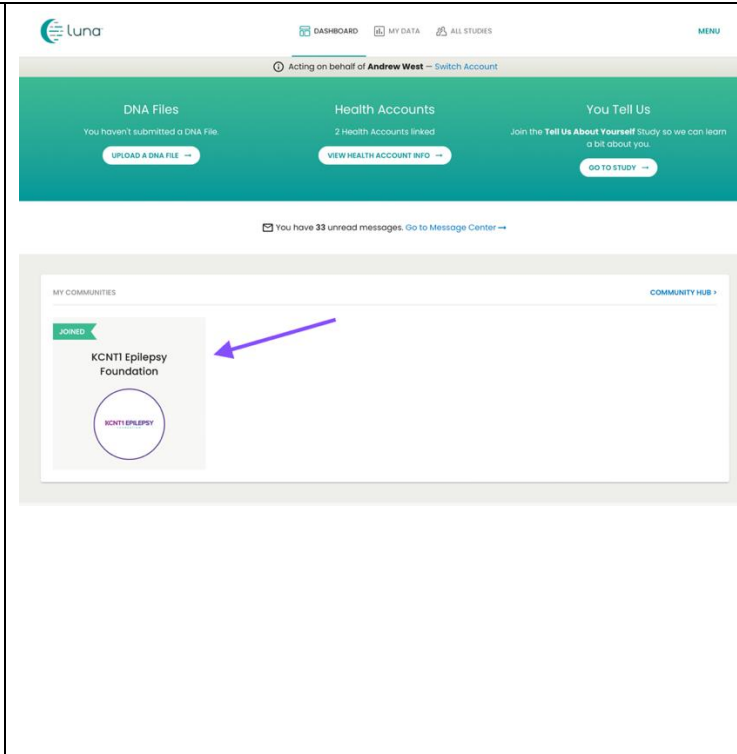 luna
DASHBOARD
MY DATA
ALL STUDIES
MENU
Acting on behalf of Andrew West — Switch Account
DNA Files
You haven't submitted a DNA File.
UPLOAD A DNA FILE →
Health Accounts
2 Health Accounts linked
VIEW HEALTH ACCOUNT INFO →
You Tell Us
Join the Tell Us About Yourself Study so we can learn
a bit about you.
GO TO STUDY →
You have 33 unread messages. Go to Message Center →
MY COMMUNITIES
COMMUNITY HUB >
JOINED
KCNT1 Epilepsy
Foundation
KCNT1 EPILEPSY